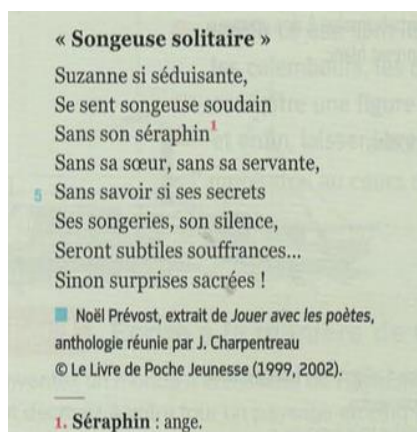 « Songeuse solitaire »
Suzanne si séduisante,
Se sent songeuse soudain
Sans son séraphin¹
Sans sa sœur, sans sa servante,
5 Sans savoir si ses secrets
Ses songeries, son silence,
Seront subtiles souffrances...
Sinon surprises sacrées !
Noël Prévost, extrait de Jouer avec les poètes,
anthologie réunie par J. Charpentreau
© Le Livre de Poche Jeunesse (1999, 2002).
1. Séraphin : ange.